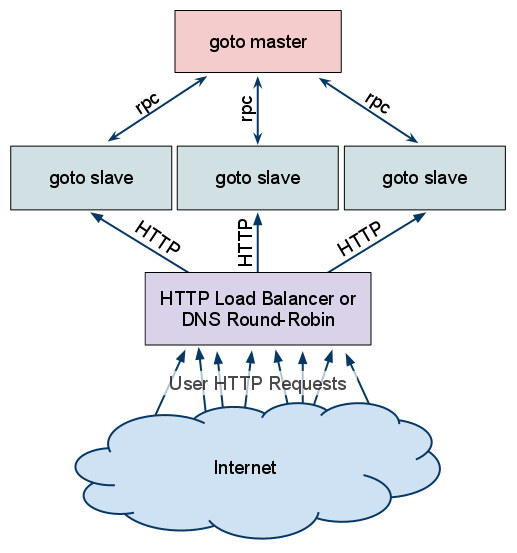 goto master
rpc
rpc
rpc
goto slave
goto slave
goto slave
HTTP
HTTP
HTTP
HTTP Load Balancer or
DNS Round-Robin
User HTTP Requests
Internet